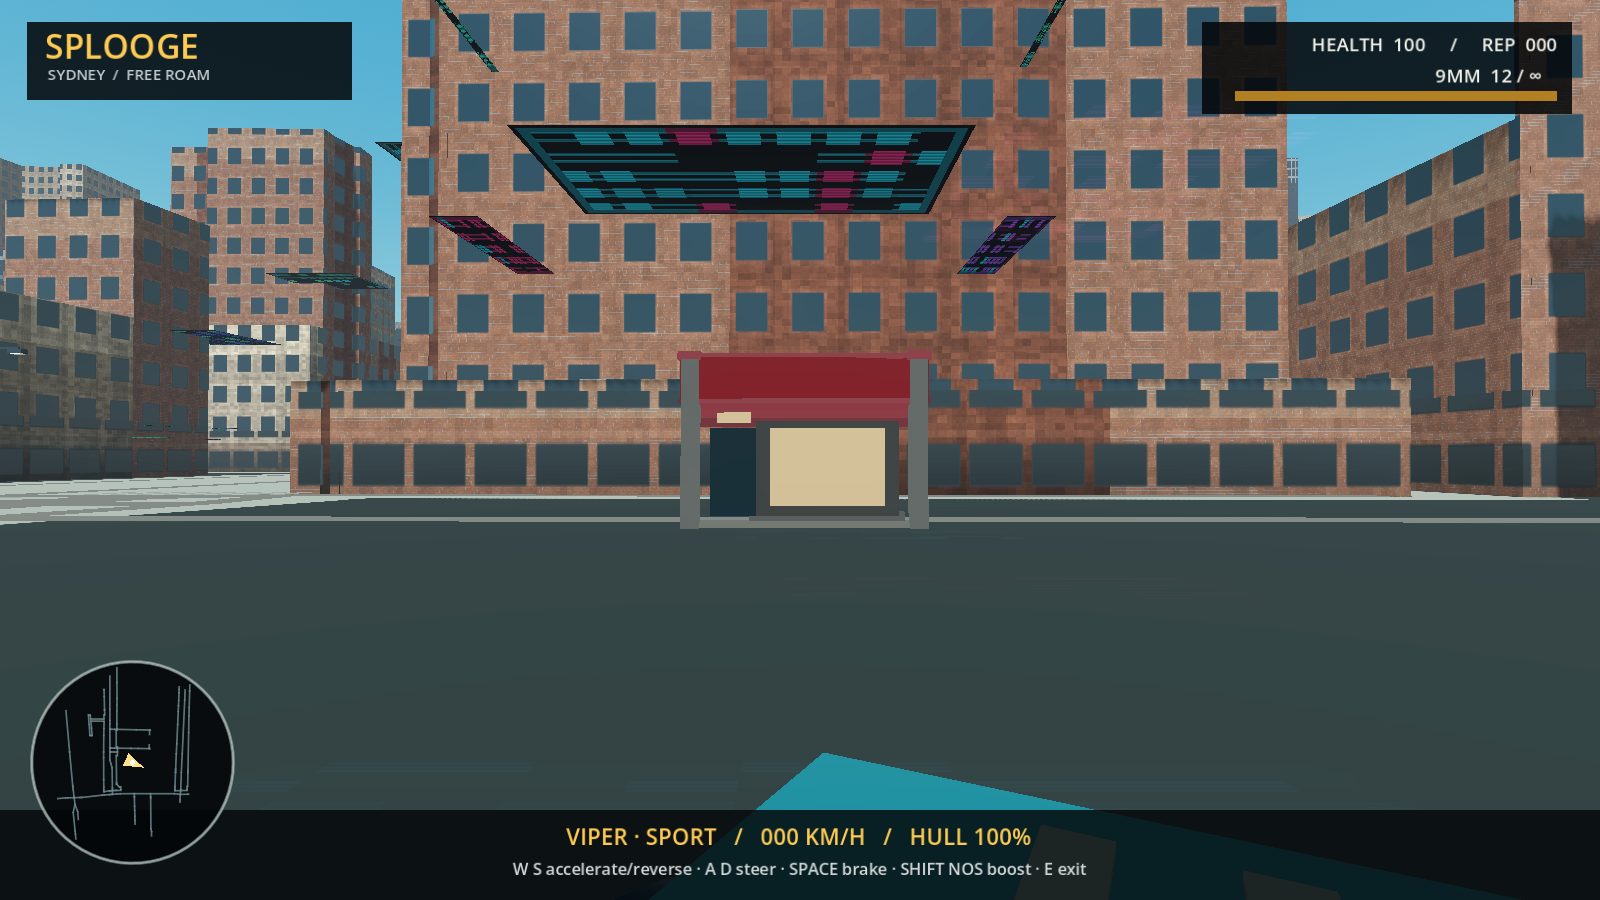 SPLOOGE
SYDNEY / FREE ROAM
HEALTH 100 / REP 000
9MM 12 / ∞
VIPER · SPORT / 000 KM/H / HULL 100%
W S accelerate/reverse · A D steer · SPACE brake · SHIFT NOS boost · E exit